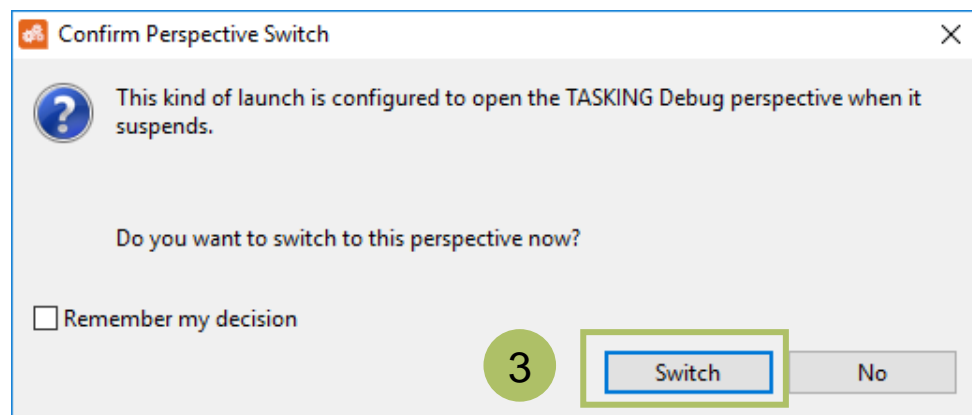 Confirm Perspective Switch
This kind of launch is configured to open the TASKING Debug perspective when it
suspends.
Do you want to switch to this perspective now?
Remember my decision
3
Switch
No